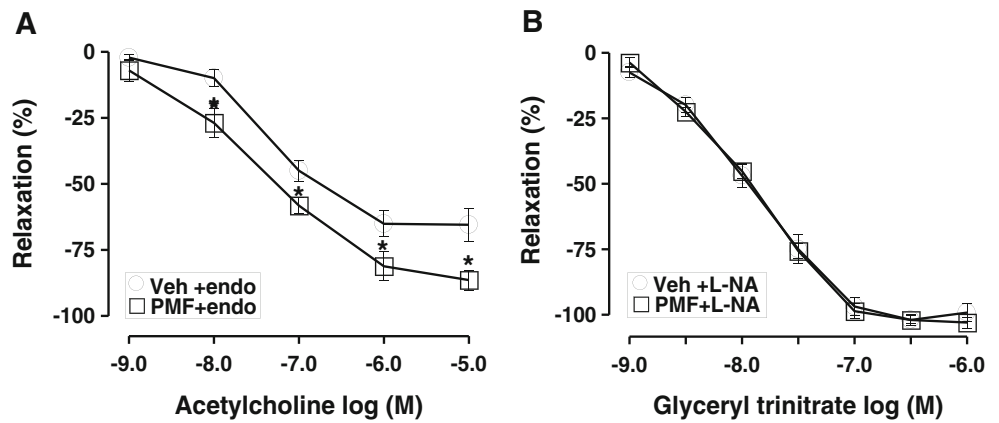 A
0
-25
-50
-75
-100
Relaxation (%)
*
*
*
*
Veh +endo
PMF+endo
-9.0 -8.0 -7.0 -6.0 -5.0
Acetylcholine log (M)
B
0
-25
-50
-75
-100
Relaxation (%)
Veh +L-NA
PMF+L-NA
-9.0 -8.0 -7.0 -6.0
Glyceryl trinitrate log (M)